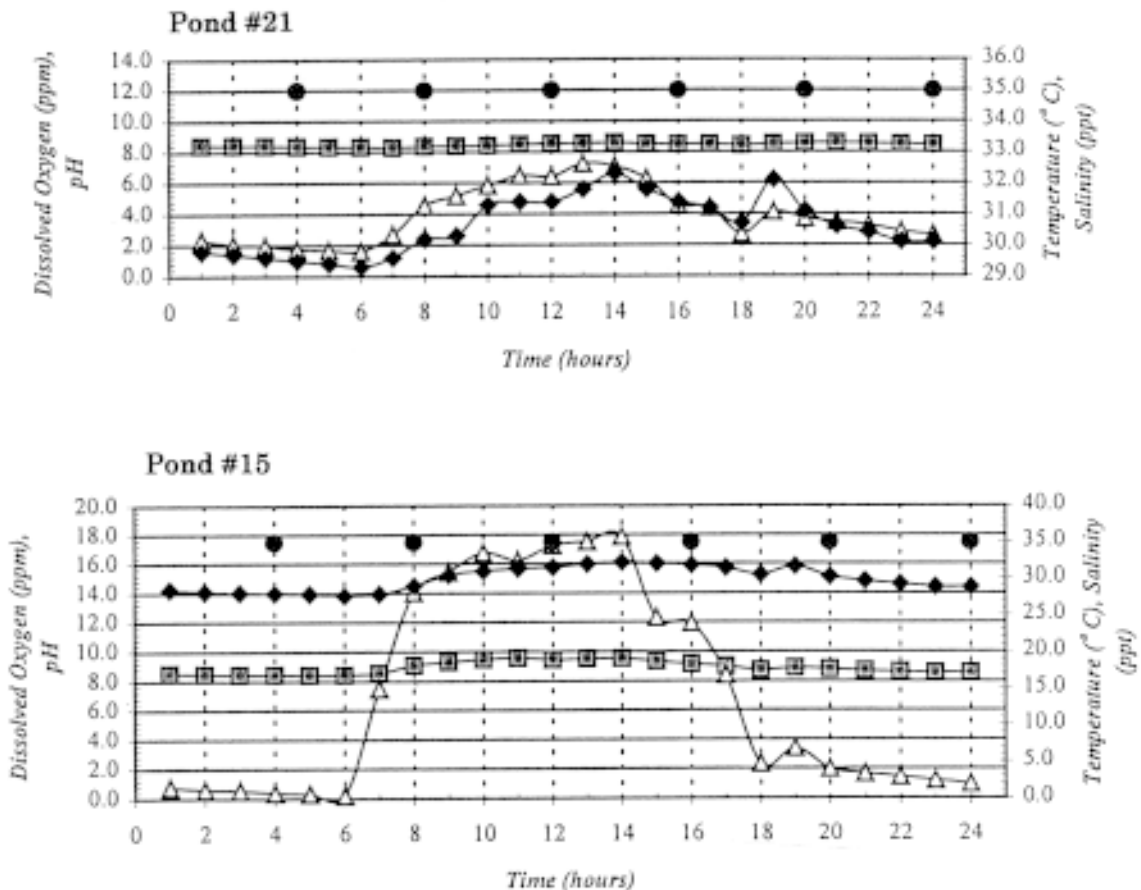 Pond #21
Dissolved Oxygen (ppm),
pH
14.0
12.0
10.0
8.0
6.0
4.0
2.0
0.0
36.0
35.0
34.0
33.0
32.0
31.0
30.0
29.0
Temperature (° C),
Salinity (ppt)
0 2 4 6 8 10 12 14 16 18 20 22 24
Time (hours)
Pond #15
Dissolved Oxygen (ppm),
pH
20.0
18.0
16.0
14.0
12.0
10.0
8.0
6.0
4.0
2.0
0.0
40.0
35.0
30.0
25.0
20.0
15.0
10.0
5.0
0.0
Temperature (° C), Salinity
(ppt)
0 2 4 6 8 10 12 14 16 18 20 22 24
Time (hours)